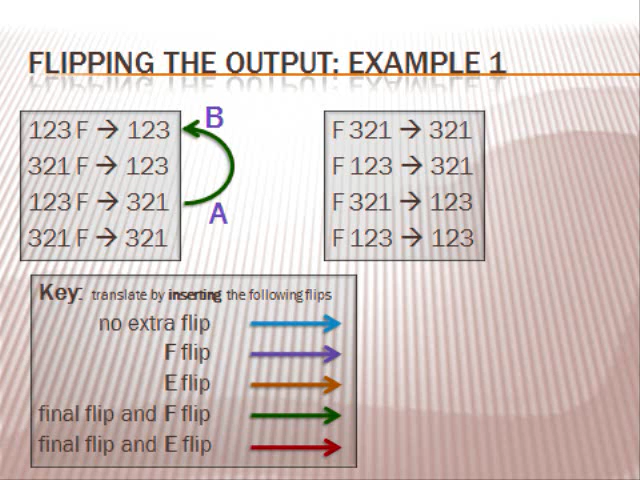 FLIPPING THE OUTPUT: EXAMPLE 1
123 F → 123
321 F → 123
123 F → 321
321 F → 321
B
A
F 321 → 321
F 123 → 321
F 321 → 123
F 123 → 123
Key: translate by inserting the following flips
no extra flip
F flip
E flip
final flip and F flip
final flip and E flip